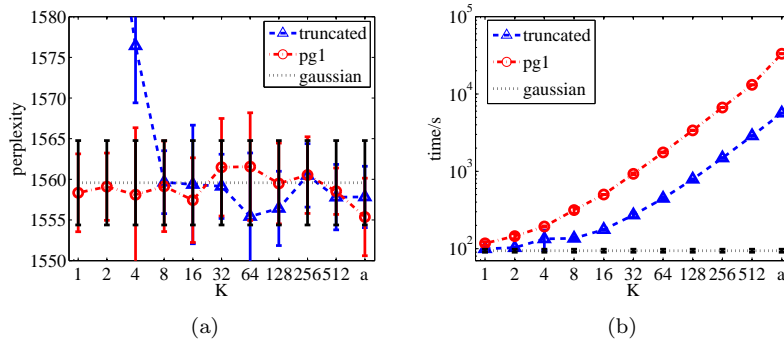 1580
1575
1570
1565
1560
1555
1550
perplexity
1 2 4 8 16 32 64 128 256 512 a
K
truncated
pg1
gaussian
(a)
10^5
10^4
10^3
10^2
time/s
1 2 4 8 16 32 64 128 256 512 a
K
truncated
pg1
gaussian
(b)